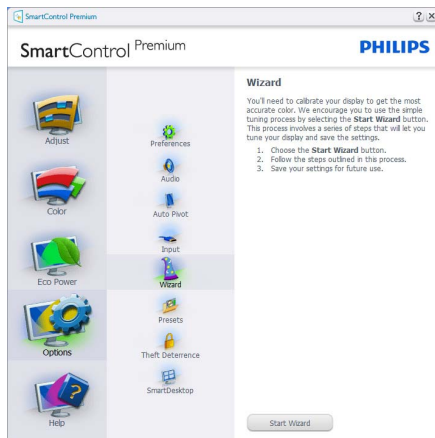 SmartControl Premium
? X
SmartControl Premium
PHILIPS
Adjust
Color
Eco Power
Options
Help
Preferences
Audio
Auto Pivot
Input
Wizard
Presets
Theft Deterrence
SmartDesktop
Wizard
You'll need to calibrate your display to get the most
accurate color. We encourage you to use the simple
tuning process by selecting the Start Wizard button.
This process involves a series of steps that will let you
tune your display and save the settings.
1. Choose the Start Wizard button.
2. Follow the steps outlined in this process.
3. Save your settings for future use.
Start Wizard